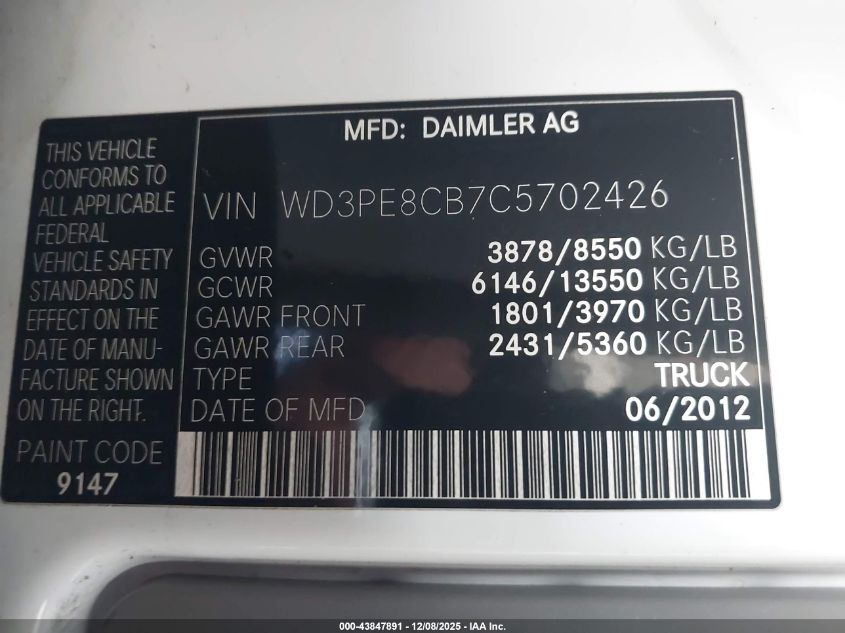 MFD: DAIMLER AG
THIS VEHICLE
CONFORMS TO
ALL APPLICABLE
FEDERAL
VEHICLE SAFETY
STANDARDS IN
EFFECT ON THE
DATE OF MANU-
FACTURE SHOWN
ON THE RIGHT.
PAINT CODE
9147
VIN WD3PE8CB7C5702426
GVWR 3878/8550 KG/LB
GCWR 6146/13550 KG/LB
GAWR FRONT 1801/3970 KG/LB
GAWR REAR 2431/5360 KG/LB
TYPE TRUCK
DATE OF MFD 06/2012
000-43847891 - 12/08/2025 - IAA Inc.